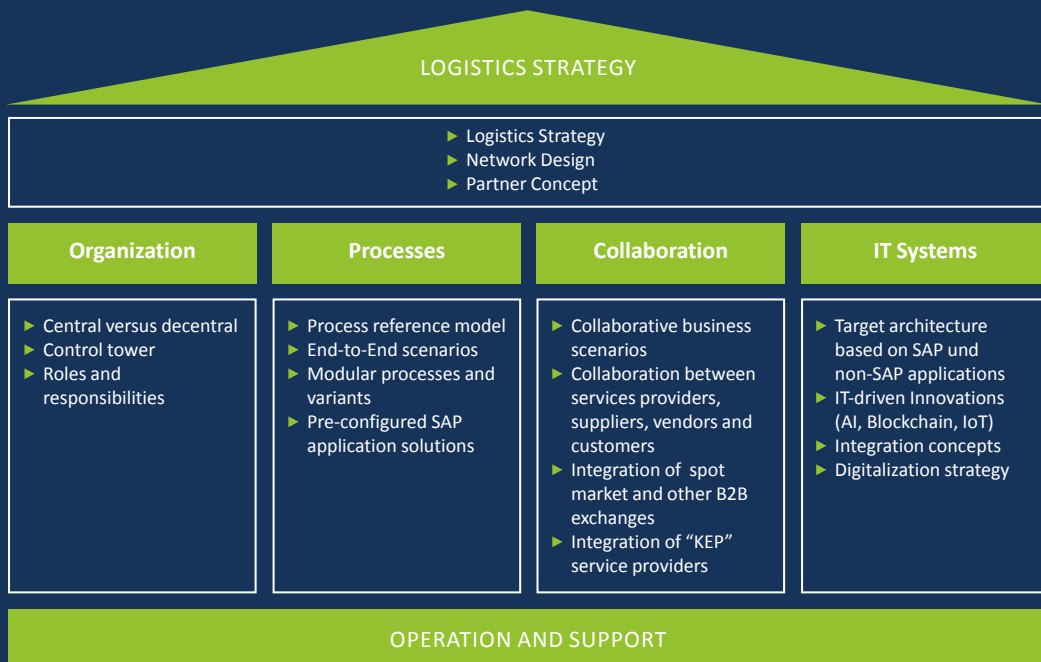 LOGISTICS STRATEGY
► Logistics Strategy
► Network Design
► Partner Concept
Organization
► Central versus decentral
► Control tower
► Roles and
responsibilities
Processes
► Process reference model
► End-to-End scenarios
► Modular processes and
variants
► Pre-configured SAP
application solutions
Collaboration
► Collaborative business
scenarios
► Collaboration between
services providers,
suppliers, vendors and
customers
► Integration of spot
market and other B2B
exchanges
► Integration of “KEP”
service providers
IT Systems
► Target architecture
based on SAP und
non-SAP applications
► IT-driven Innovations
(AI, Blockchain, IoT)
► Integration concepts
► Digitalization strategy
OPERATION AND SUPPORT